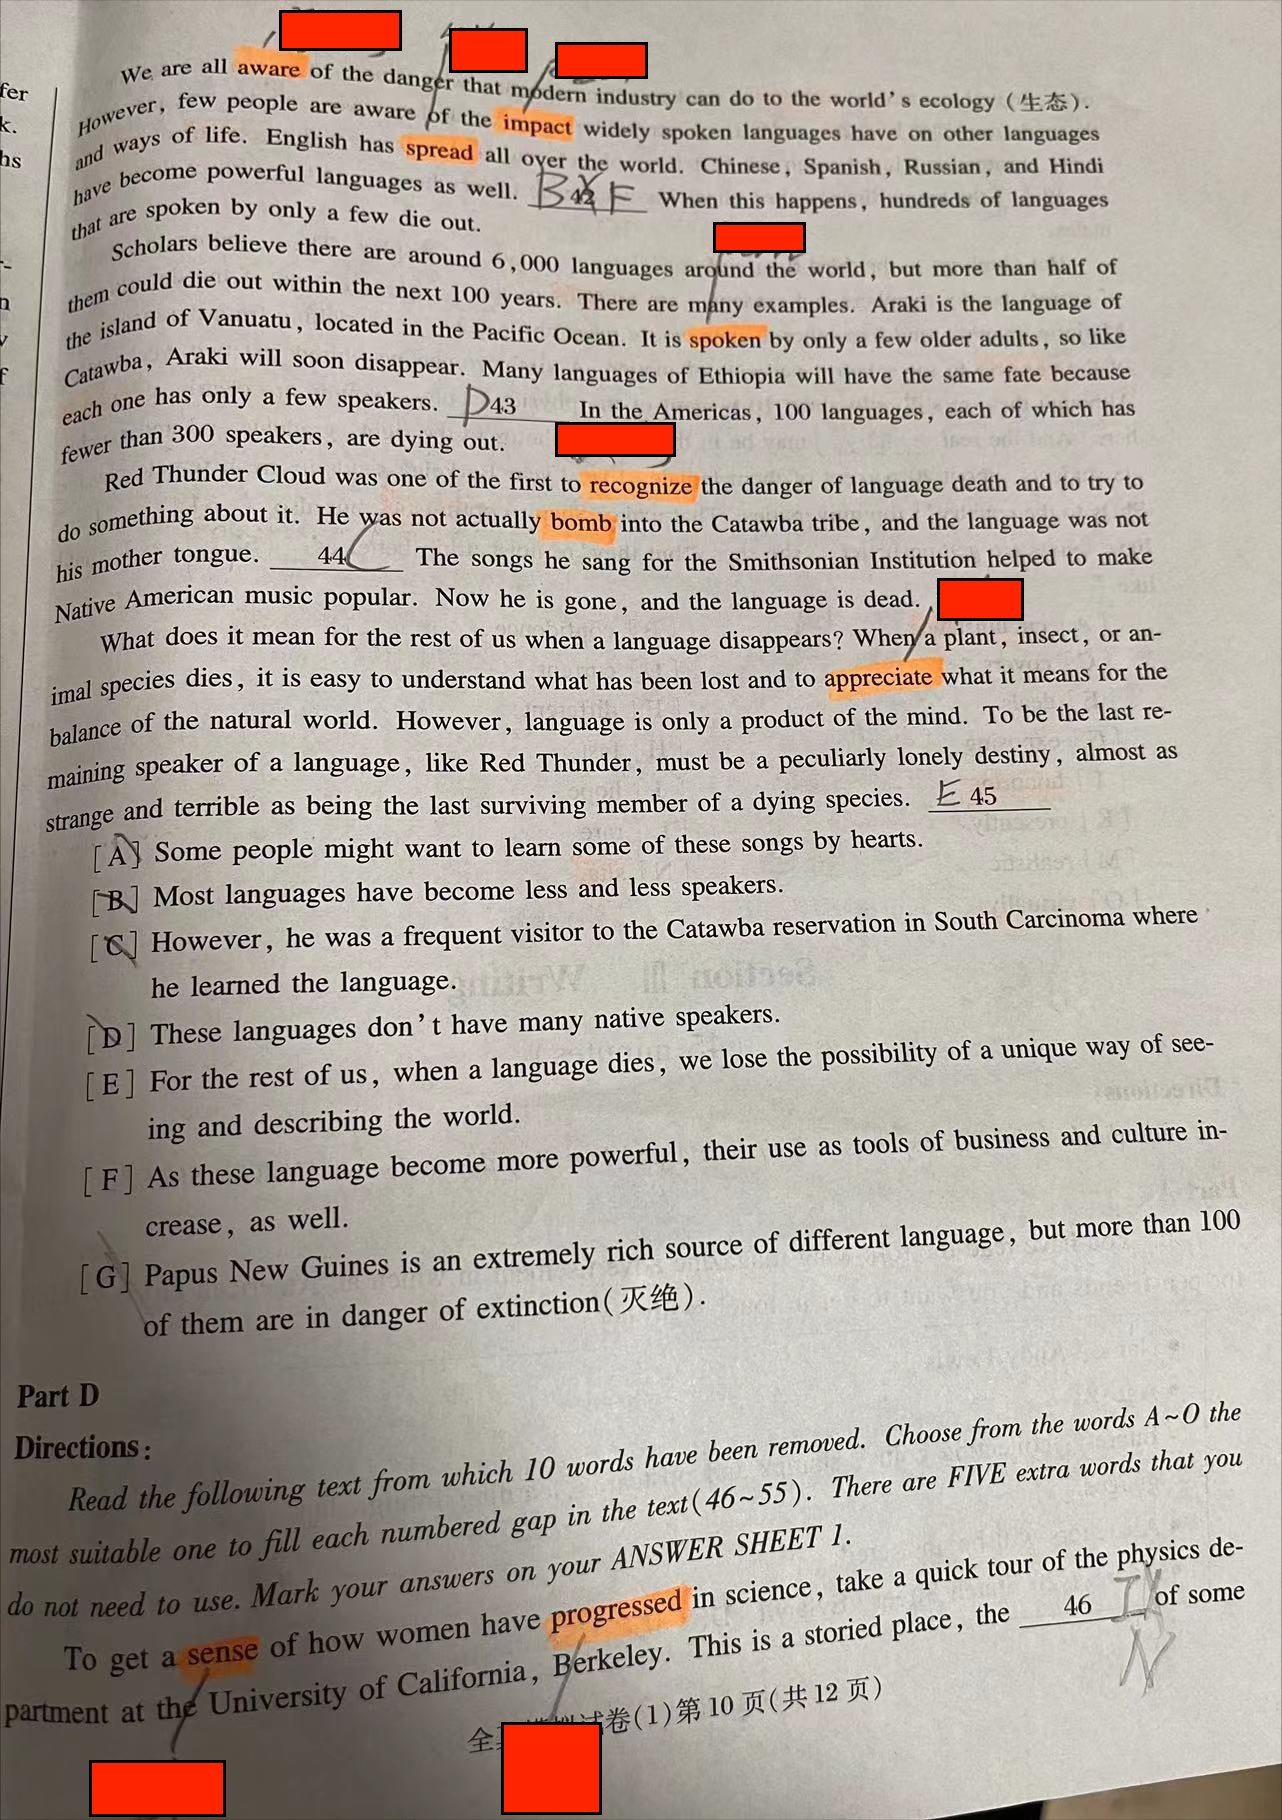 We are all aware of the danger that modern industry can do to the world's ecology (生态).
However, few people are aware of the impact widely spoken languages have on other languages
and ways of life. English has spread all over the world. Chinese, Spanish, Russian, and Hindi
have become powerful languages as well. B 42 F When this happens, hundreds of languages
that are spoken by only a few die out.
Scholars believe there are around 6,000 languages around the world, but more than half of
them could die out within the next 100 years. There are many examples. Araki is the language of
the island of Vanuatu, located in the Pacific Ocean. It is spoken by only a few older adults, so like
Catawba, Araki will soon disappear. Many languages of Ethiopia will have the same fate because
each one has only a few speakers. D 43 In the Americas, 100 languages, each of which has
fewer than 300 speakers, are dying out.
Red Thunder Cloud was one of the first to recognize the danger of language death and to try to
do something about it. He was not actually bomb into the Catawba tribe, and the language was not
his mother tongue. 44 C The songs he sang for the Smithsonian Institution helped to make
Native American music popular. Now he is gone, and the language is dead.
What does it mean for the rest of us when a language disappears? When a plant, insect, or an-
imal species dies, it is easy to understand what has been lost and to appreciate what it means for the
balance of the natural world. However, language is only a product of the mind. To be the last re-
maining speaker of a language, like Red Thunder, must be a peculiarly lonely destiny, almost as
strange and terrible as being the last surviving member of a dying species. E 45
[A] Some people might want to learn some of these songs by hearts.
[B] Most languages have become less and less speakers.
[C] However, he was a frequent visitor to the Catawba reservation in South Carcinoma where
he learned the language.
[D] These languages don't have many native speakers.
[E] For the rest of us, when a language dies, we lose the possibility of a unique way of see-
ing and describing the world.
[F] As these language become more powerful, their use as tools of business and culture in-
crease, as well.
[G] Papus New Guines is an extremely rich source of different language, but more than 100
of them are in danger of extinction(灭绝).
Part D
Directions:
Read the following text from which 10 words have been removed. Choose from the words A~O the
most suitable one to fill each numbered gap in the text(46~55). There are FIVE extra words that you
do not need to use. Mark your answers on your ANSWER SHEET 1.
To get a sense of how women have progressed in science, take a quick tour of the physics de-
partment at the University of California, Berkeley. This is a storied place, the 46 I of some
N
全 试卷(1)第10页(共12页)
fer
k.
hs